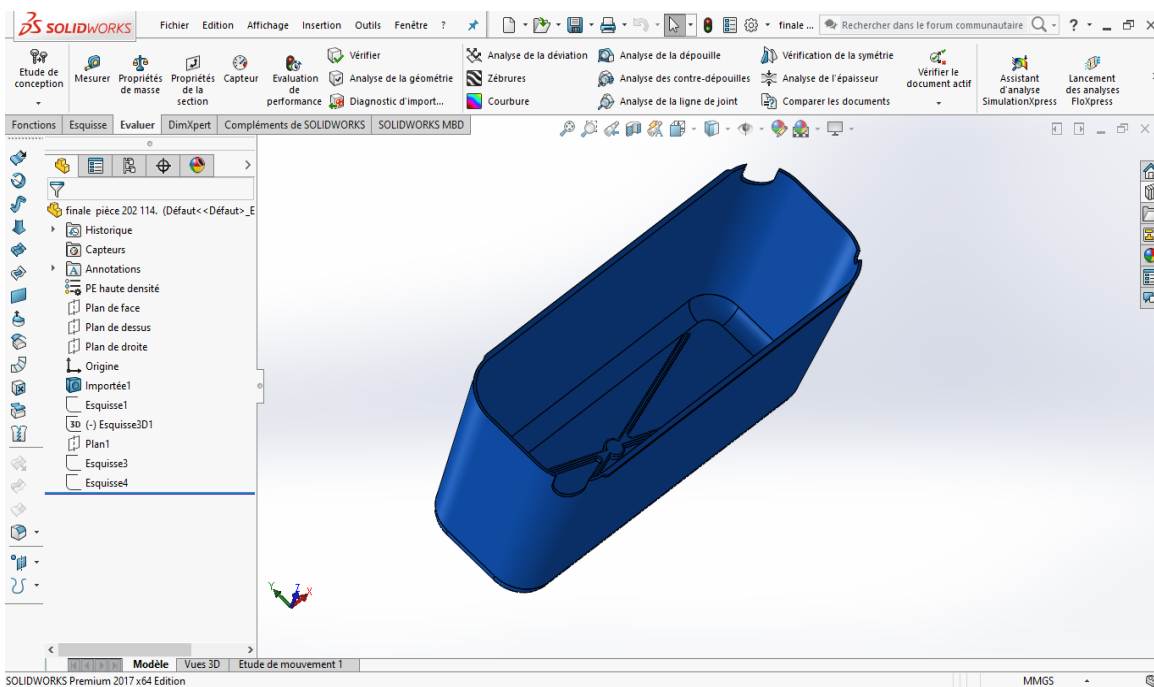 SOLIDWORKS Fichier Edition Affichage Insertion Outils Fenêtre ? finale ... Rechercher dans le forum communautaire ?
Etude de conception
Mesurer
Propriétés de masse
Propriétés de la section
Capteur
Evaluation de performance
Vérifier
Analyse de la géométrie
Diagnostic d'import...
Analyse de la déviation
Zébrures
Courbure
Analyse de la dépouille
Analyse des contre-dépouilles
Analyse de la ligne de joint
Vérification de la symétrie
Analyse de l'épaisseur
Comparer les documents
Vérifier le document actif
Assistant d'analyse SimulationXpress
Lancement des analyses FloXpress
Fonctions Esquisse Evaluer DimXpert Compléments de SOLIDWORKS SOLIDWORKS MBD
finale pièce 202 114. (Défaut<<Défaut>_E
Historique
Capteurs
A Annotations
PE haute densité
Plan de face
Plan de dessus
Plan de droite
Origine
Importée1
Esquisse1
3D (-) Esquisse3D1
Plan1
Esquisse3
Esquisse4
Y Z X
Modèle Vues 3D Etude de mouvement 1
SOLIDWORKS Premium 2017 x64 Edition MMGS